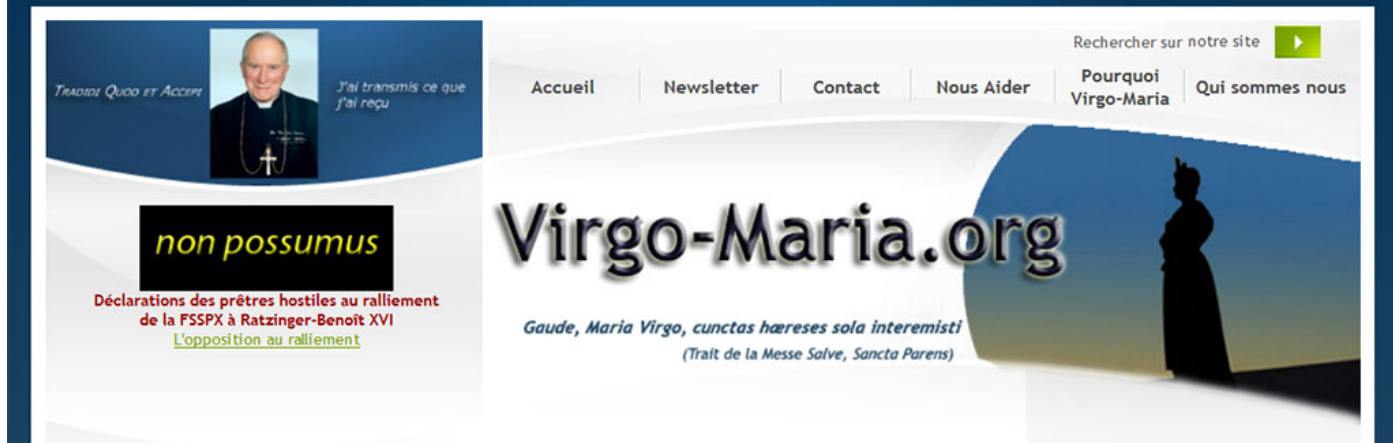 Tradidi Quod et Accepi
J'ai transmis ce que
j'ai reçu
Rechercher sur notre site
Accueil
Newsletter
Contact
Nous Aider
Pourquoi
Virgo-Maria
Qui sommes nous
non possumus
Déclarations des prêtres hostiles au ralliement
de la FSSPX à Ratzinger-Benoît XVI
L'opposition au ralliement
Virgo-Maria.org
Gaude, Maria Virgo, cunctas hæreses sola interemisti
(Trait de la Messe Salve, Sancta Parens)